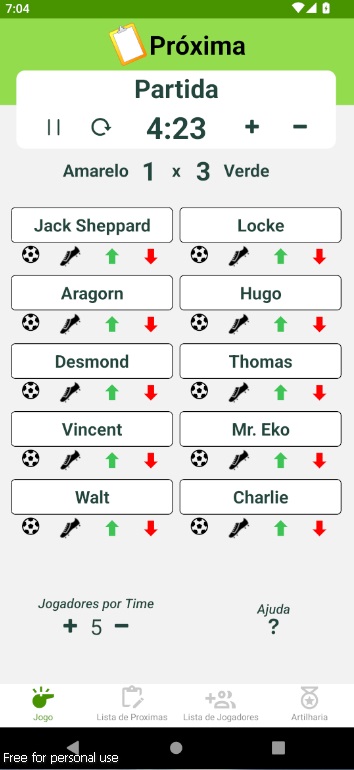 7:04
Próxima
Partida
4:23
Amarelo 1 x 3 Verde
Jack Sheppard Locke
Aragorn Hugo
Desmond Thomas
Vincent Mr. Eko
Walt Charlie
Jogadores por Time Ajuda
+ 5 − ?
Jogo Lista de Proximas Lista de Jogadores Artilharia
Free for personal use